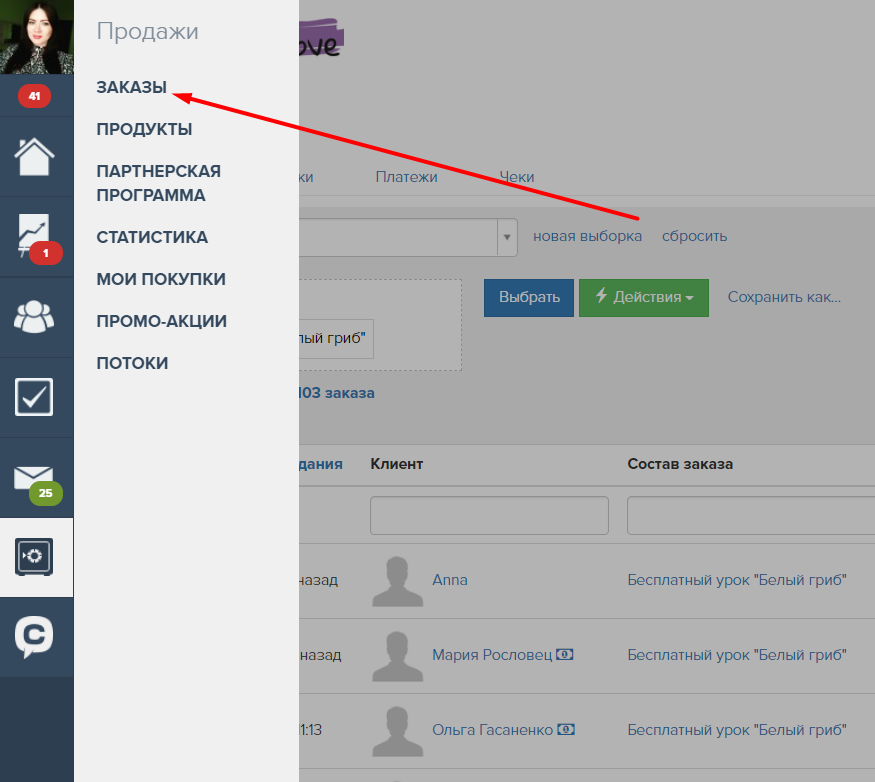 Продажи
41
ЗАКАЗЫ
ПРОДУКТЫ
ПАРТНЕРСКАЯ
ПРОГРАММА
СТАТИСТИКА
МОИ ПОКУПКИ
ПРОМО-АКЦИИ
ПОТОКИ
1
25
ove
ки
Платежи
Чеки
новая выборка
сбросить
Выбрать
Действия
Сохранить как...
лый гриб"
103 заказа
дания
Клиент
Состав заказа
назад
Anna
Бесплатный урок "Белый гриб"
назад
Мария Рословец
Бесплатный урок "Белый гриб"
11:13
Ольга Гасаненко
Бесплатный урок "Белый гриб"